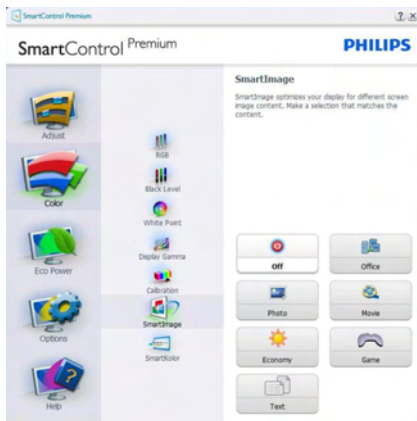 SmartControl Premium
SmartControl Premium
PHILIPS
Adjust
Color
Eco Power
Options
Help
RGB
Black Level
White Point
Display Gamma
Calibration
SmartImage
SmartKolor
SmartImage
SmartImage optimizes your display for different screen
image content. Make a selection that matches the
content.
Off
Office
Photo
Movie
Economy
Game
Text